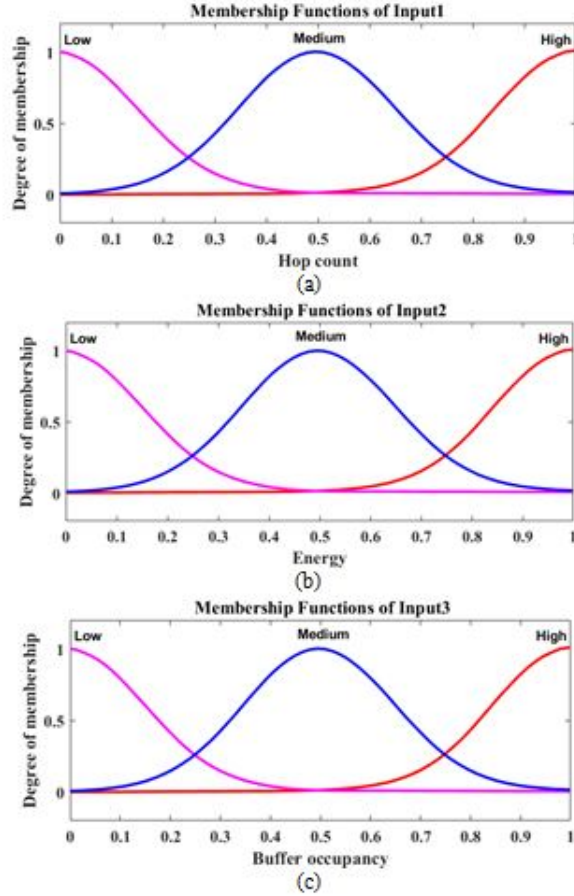 Membership Functions of Input1
Low Medium High
Degree of membership
1
0.5
0
0 0.1 0.2 0.3 0.4 0.5 0.6 0.7 0.8 0.9 1
Hop count
(a)
Membership Functions of Input2
Low Medium High
Degree of membership
1
0.5
0
0 0.1 0.2 0.3 0.4 0.5 0.6 0.7 0.8 0.9 1
Energy
(b)
Membership Functions of Input3
Low Medium High
Degree of membership
1
0.5
0
0 0.1 0.2 0.3 0.4 0.5 0.6 0.7 0.8 0.9 1
Buffer occupancy
(c)